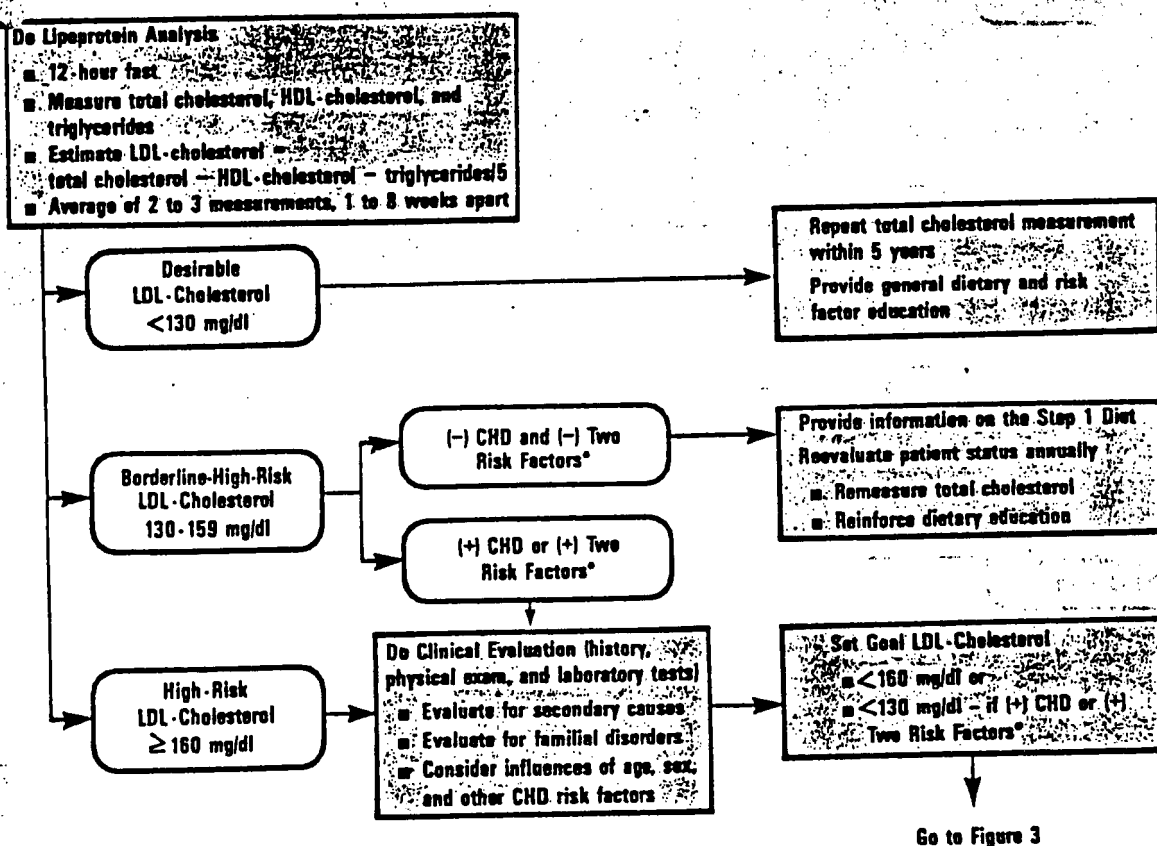 Do Lipoprotein Analysis
■ 12-hour fast
■ Measure total cholesterol, HDL-cholesterol, and
triglycerides
■ Estimate LDL-cholesterol –
total cholesterol – HDL-cholesterol – triglycerides/5
■ Average of 2 to 3 measurements, 1 to 8 weeks apart
Desirable
LDL-Cholesterol
<130 mg/dl
Repeat total cholesterol measurement
within 5 years
Provide general dietary and risk
factor education
Borderline-High-Risk
LDL-Cholesterol
130-159 mg/dl
(–) CHD and (–) Two
Risk Factors*
Provide information on the Step 1 Diet
Reevaluate patient status annually
■ Remeasure total cholesterol
■ Reinforce dietary education
(+) CHD or (+) Two
Risk Factors*
High-Risk
LDL-Cholesterol
≥160 mg/dl
Do Clinical Evaluation (history,
physical exam, and laboratory tests)
■ Evaluate for secondary causes
■ Evaluate for familial disorders
■ Consider influences of age, sex,
and other CHD risk factors
Set Goal LDL-Cholesterol
■ <160 mg/dl or
■ <130 mg/dl – if (+) CHD or (+)
Two Risk Factors*
Go to Figure 3